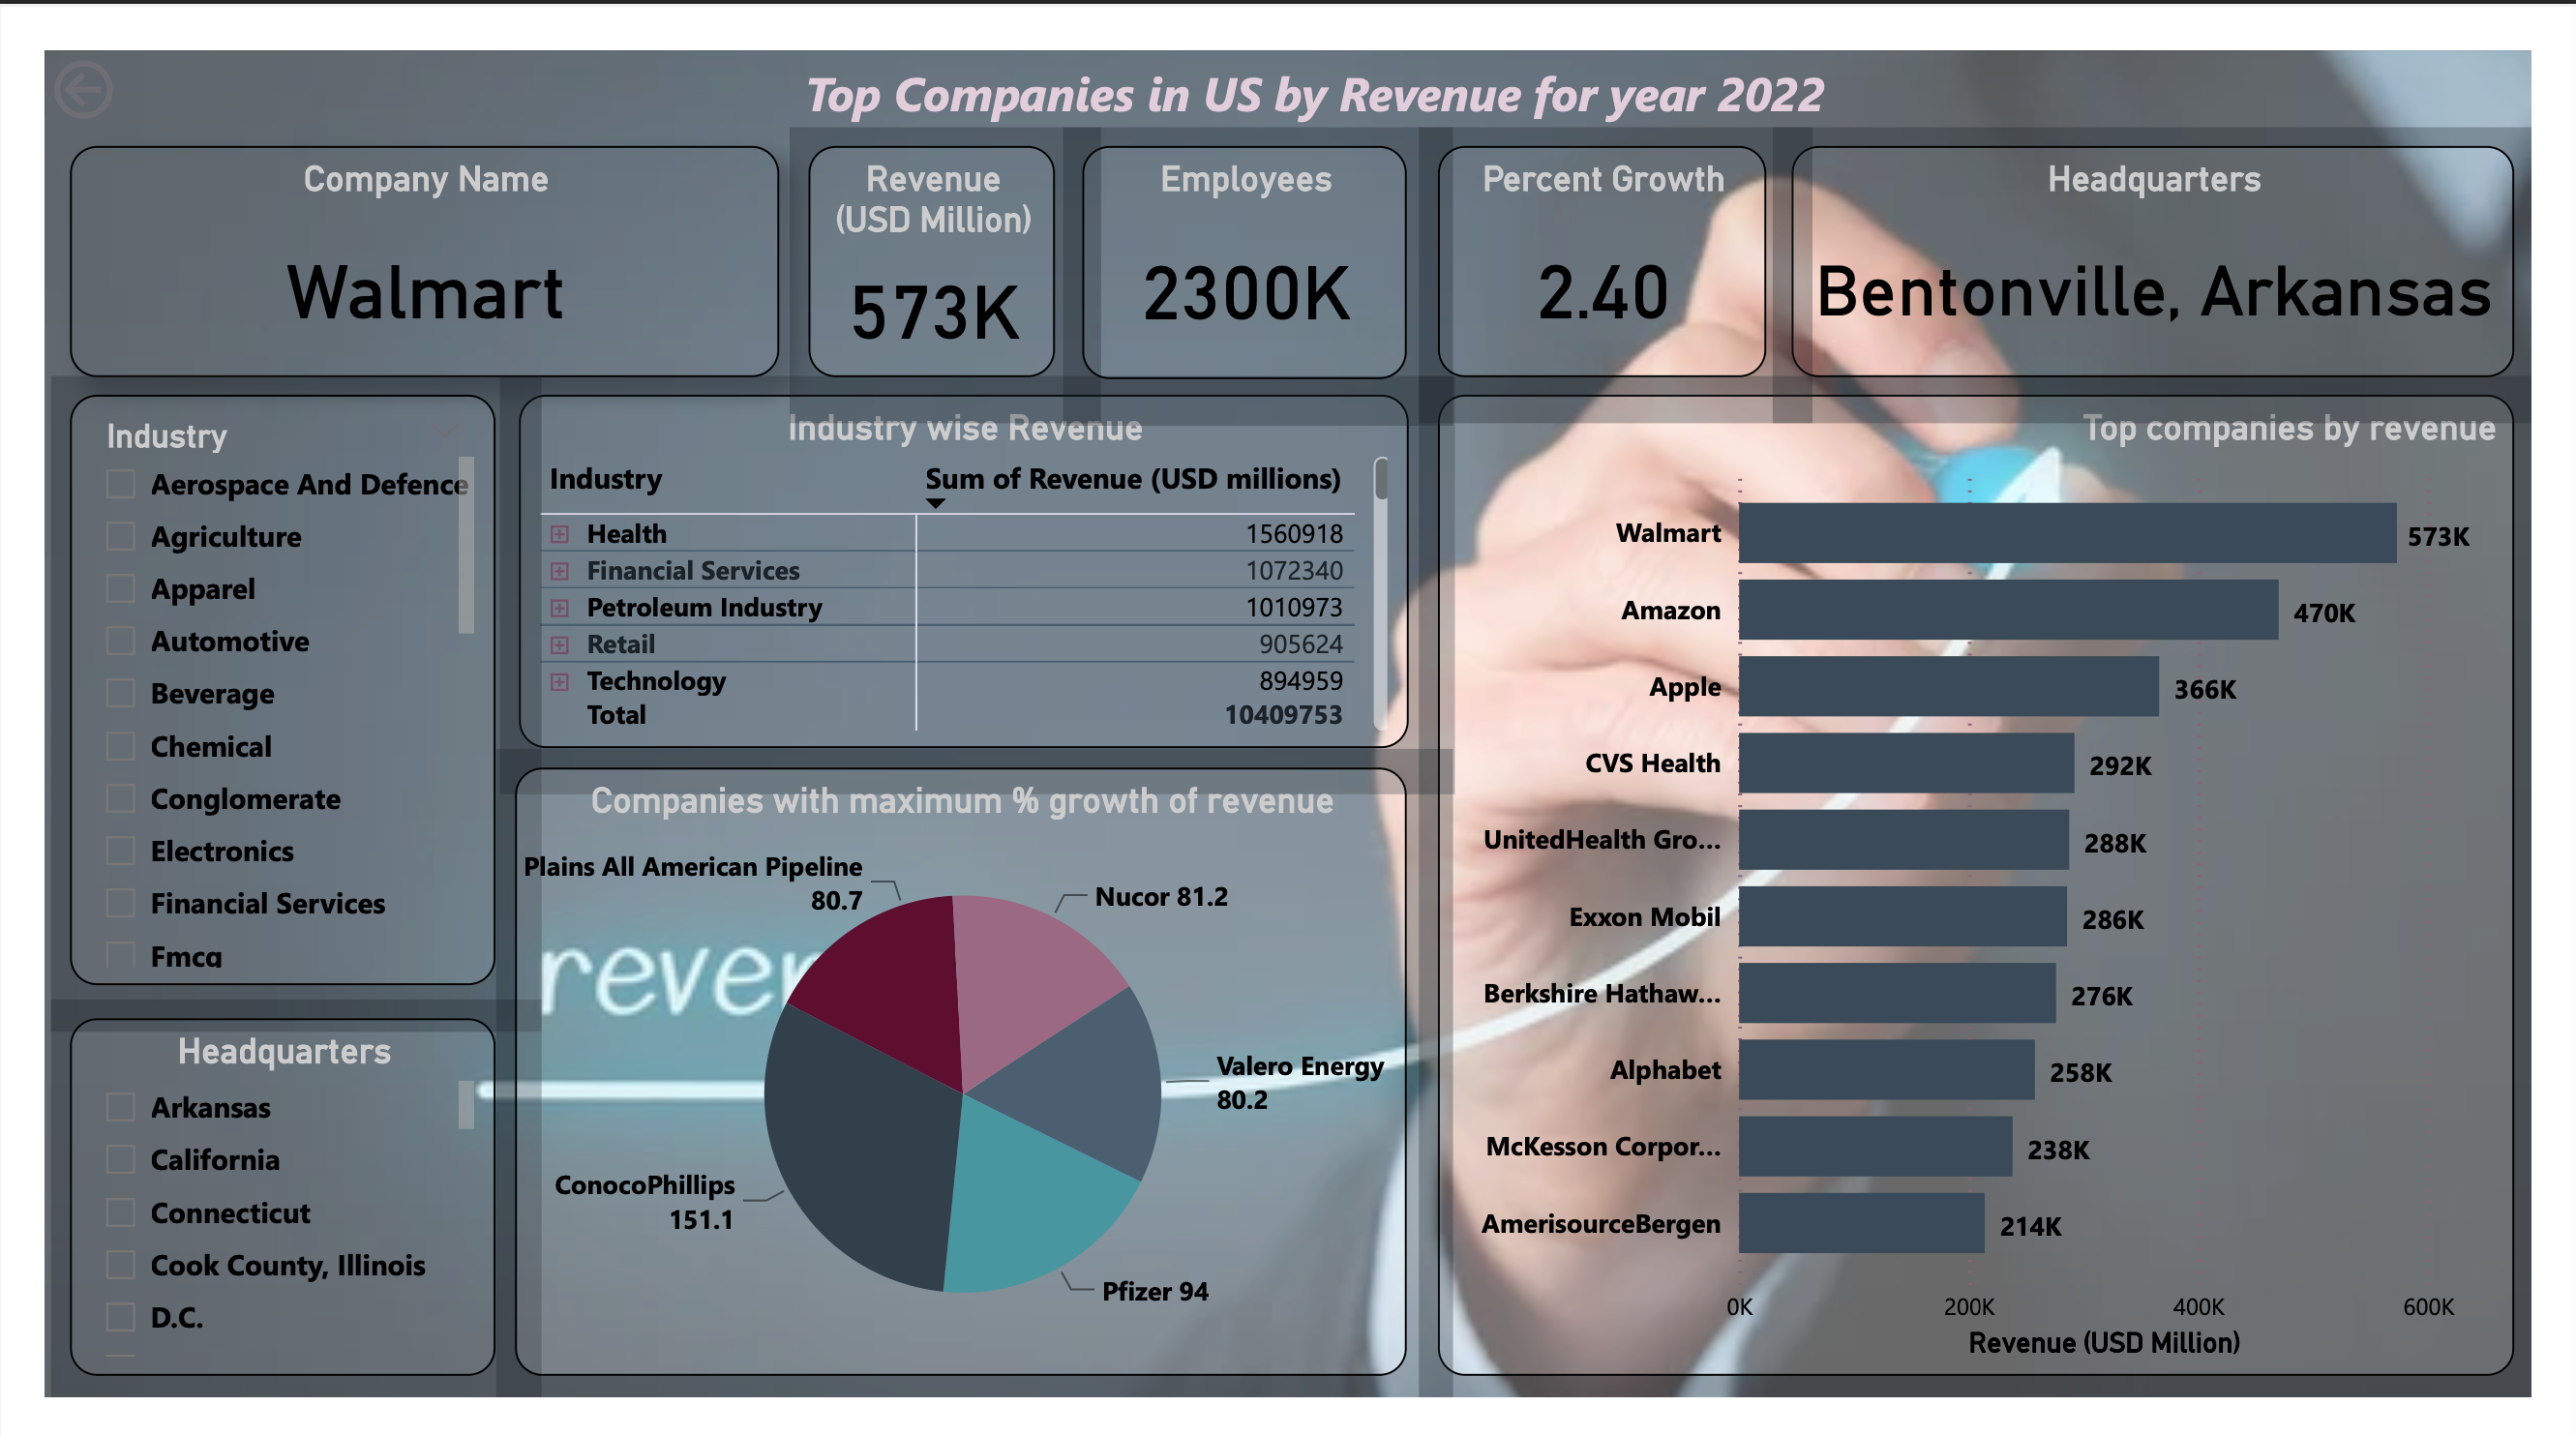 Top Companies in US by Revenue for year 2022
Company Name
Walmart
Revenue
(USD Million)
573K
Employees
2300K
Percent Growth
2.40
Headquarters
Bentonville, Arkansas
Industry
Aerospace And Defence
Agriculture
Apparel
Automotive
Beverage
Chemical
Conglomerate
Electronics
Financial Services
Fmcg
Headquarters
Arkansas
California
Connecticut
Cook County, Illinois
D.C.
Industry wise Revenue
Industry Sum of Revenue (USD millions)
Health 1560918
Financial Services 1072340
Petroleum Industry 1010973
Retail 905624
Technology 894959
Total 10409753
Companies with maximum % growth of revenue
Plains All American Pipeline
80.7
Nucor 81.2
Valero Energy
80.2
ConocoPhillips
151.1
Pfizer 94
Top companies by revenue
Walmart 573K
Amazon 470K
Apple 366K
CVS Health 292K
UnitedHealth Gro... 288K
Exxon Mobil 286K
Berkshire Hathaw... 276K
Alphabet 258K
McKesson Corpor... 238K
AmerisourceBergen 214K
0K 200K 400K 600K
Revenue (USD Million)